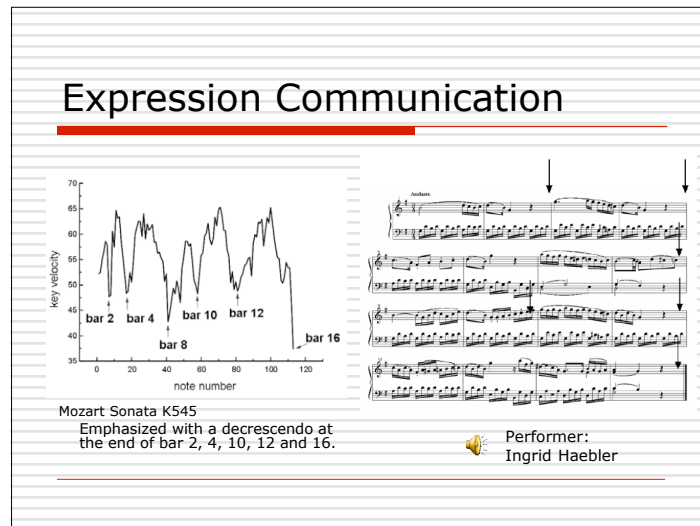 Expression Communication
70
65
60
55
50
45
40
35
key velocity
bar 2
bar 4
bar 8
bar 10
bar 12
bar 16
0 20 40 60 80 100 120
note number
Andante
Mozart Sonata K545
Emphasized with a decrescendo at
the end of bar 2, 4, 10, 12 and 16.
Performer:
Ingrid Haebler